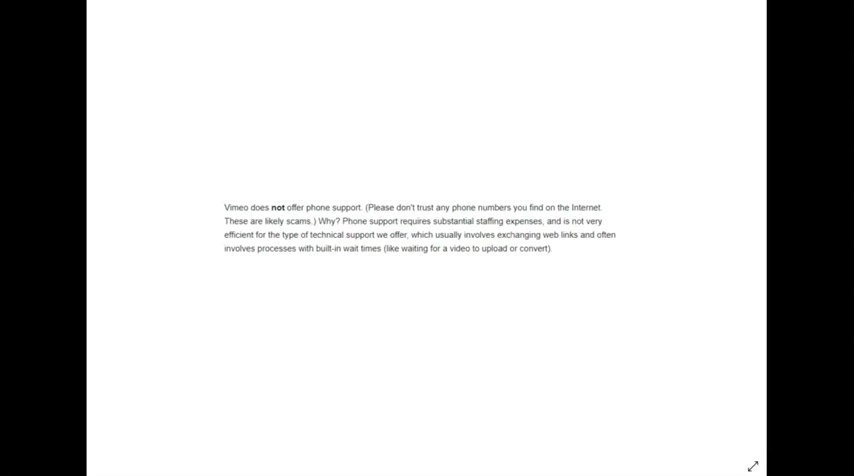 Vimeo does not offer phone support. (Please don't trust any phone numbers you find on the Internet.
These are likely scams.) Why? Phone support requires substantial staffing expenses, and is not very
efficient for the type of technical support we offer, which usually involves exchanging web links and often
involves processes with built-in wait times (like waiting for a video to upload or convert).